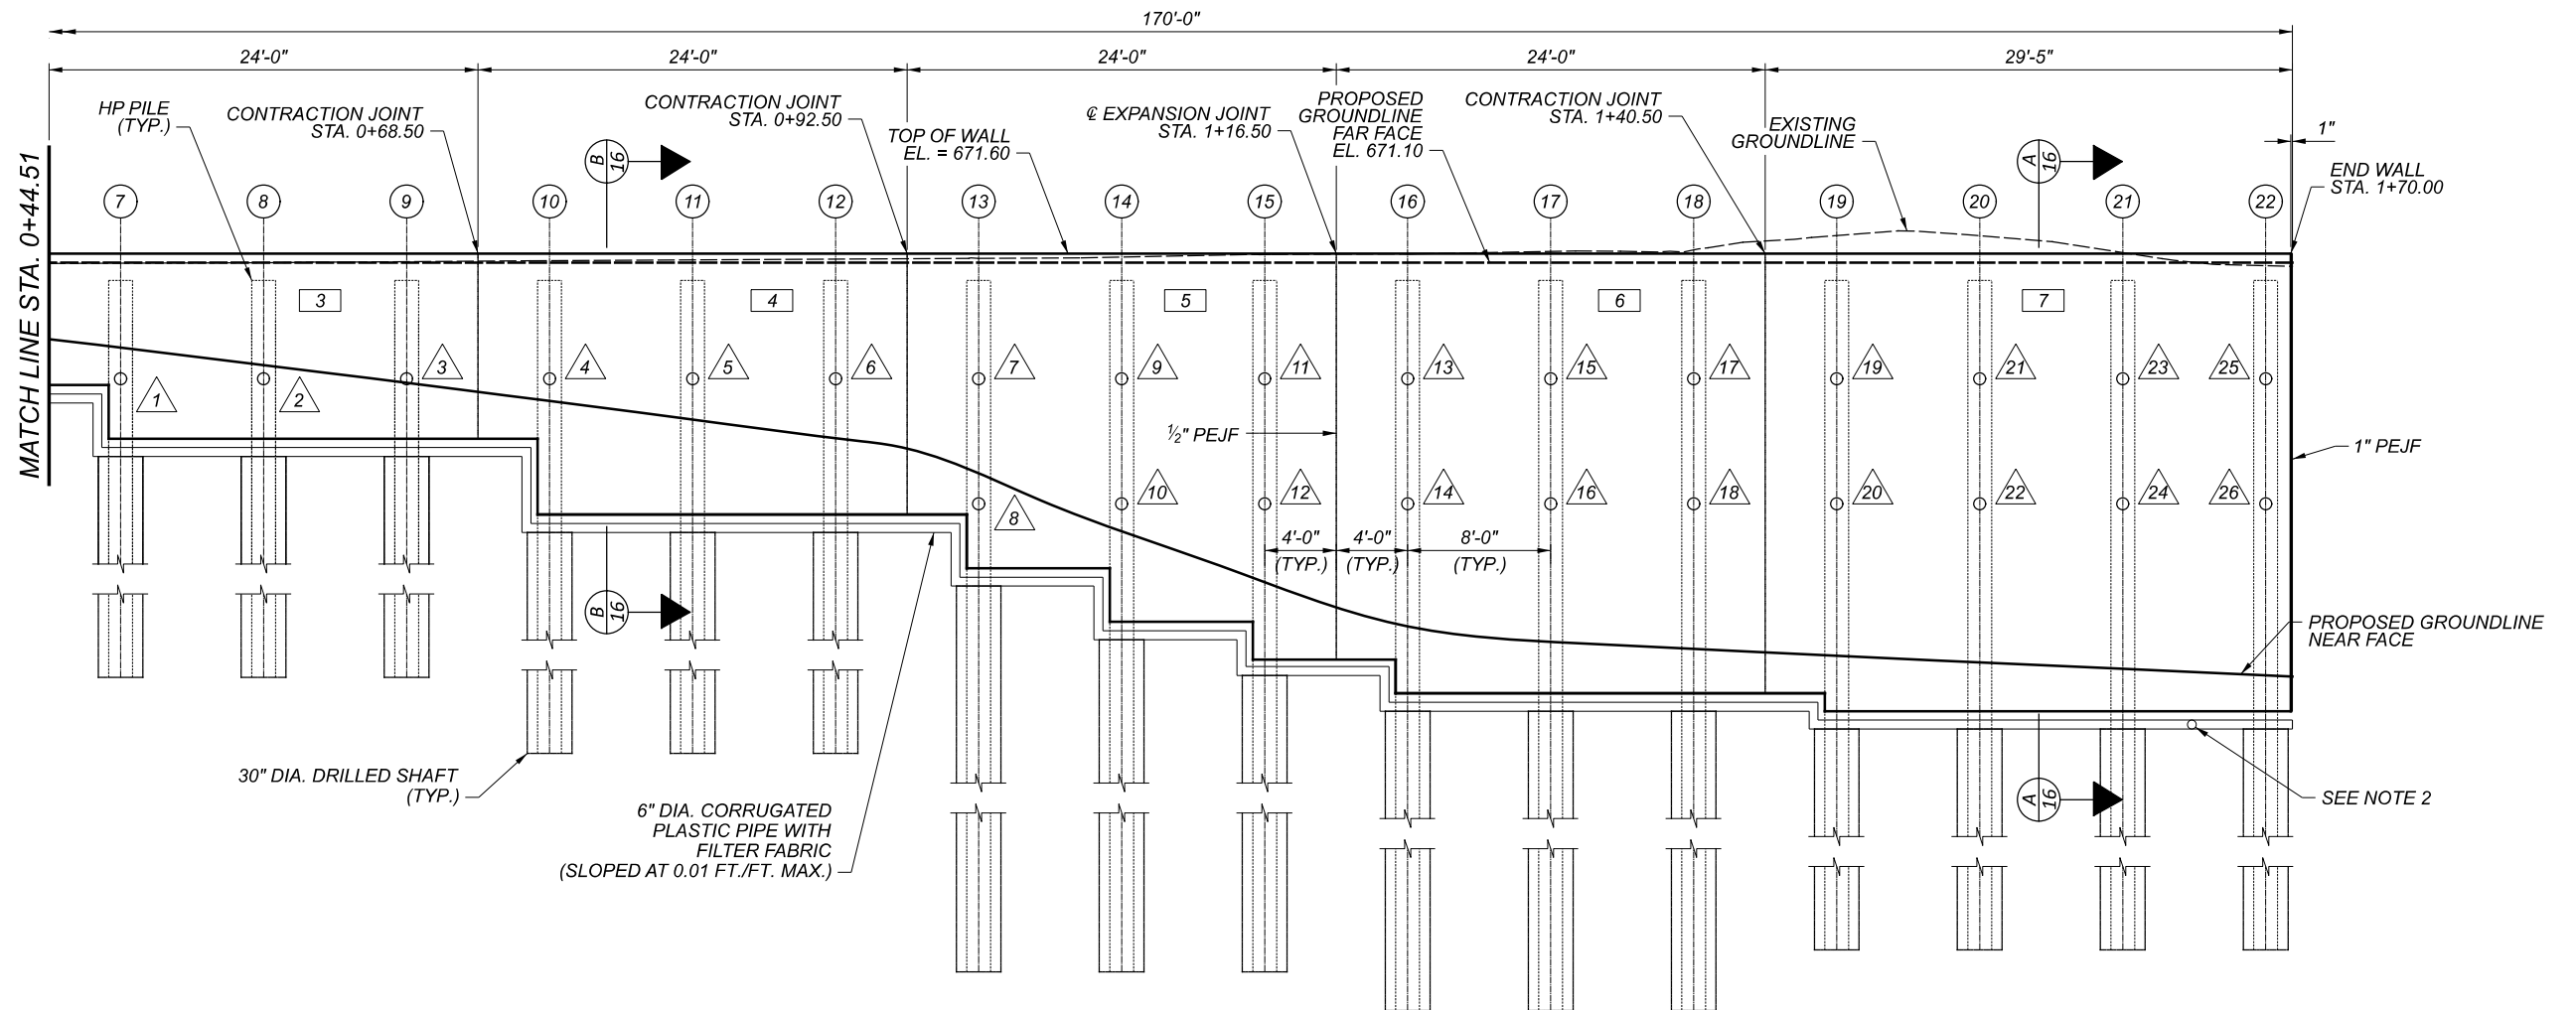 170'-0"
24'-0"
24'-0"
24'-0"
24'-0"
29'-5"
HP PILE
(TYP.)
CONTRACTION JOINT
STA. 0+68.50
CONTRACTION JOINT
STA. 0+92.50
TOP OF WALL
EL. = 671.60
℄ EXPANSION JOINT
STA. 1+16.50
PROPOSED
GROUNDLINE
FAR FACE
EL. 671.10
CONTRACTION JOINT
STA. 1+40.50
EXISTING
GROUNDLINE
1"
END WALL
STA. 1+70.00
MATCH LINE STA. 0+44.51
B
16
A
16
7
8
9
10
11
12
13
14
15
16
17
18
19
20
21
22
3
4
5
6
7
1
2
3
4
5
6
7
9
11
13
15
17
19
21
23
25
8
10
12
14
16
18
20
22
24
26
½" PEJF
1" PEJF
4'-0"
(TYP.)
4'-0"
(TYP.)
8'-0"
(TYP.)
B
16
A
16
PROPOSED GROUNDLINE
NEAR FACE
30" DIA. DRILLED SHAFT
(TYP.)
6" DIA. CORRUGATED
PLASTIC PIPE WITH
FILTER FABRIC
(SLOPED AT 0.01 FT./FT. MAX.)
SEE NOTE 2